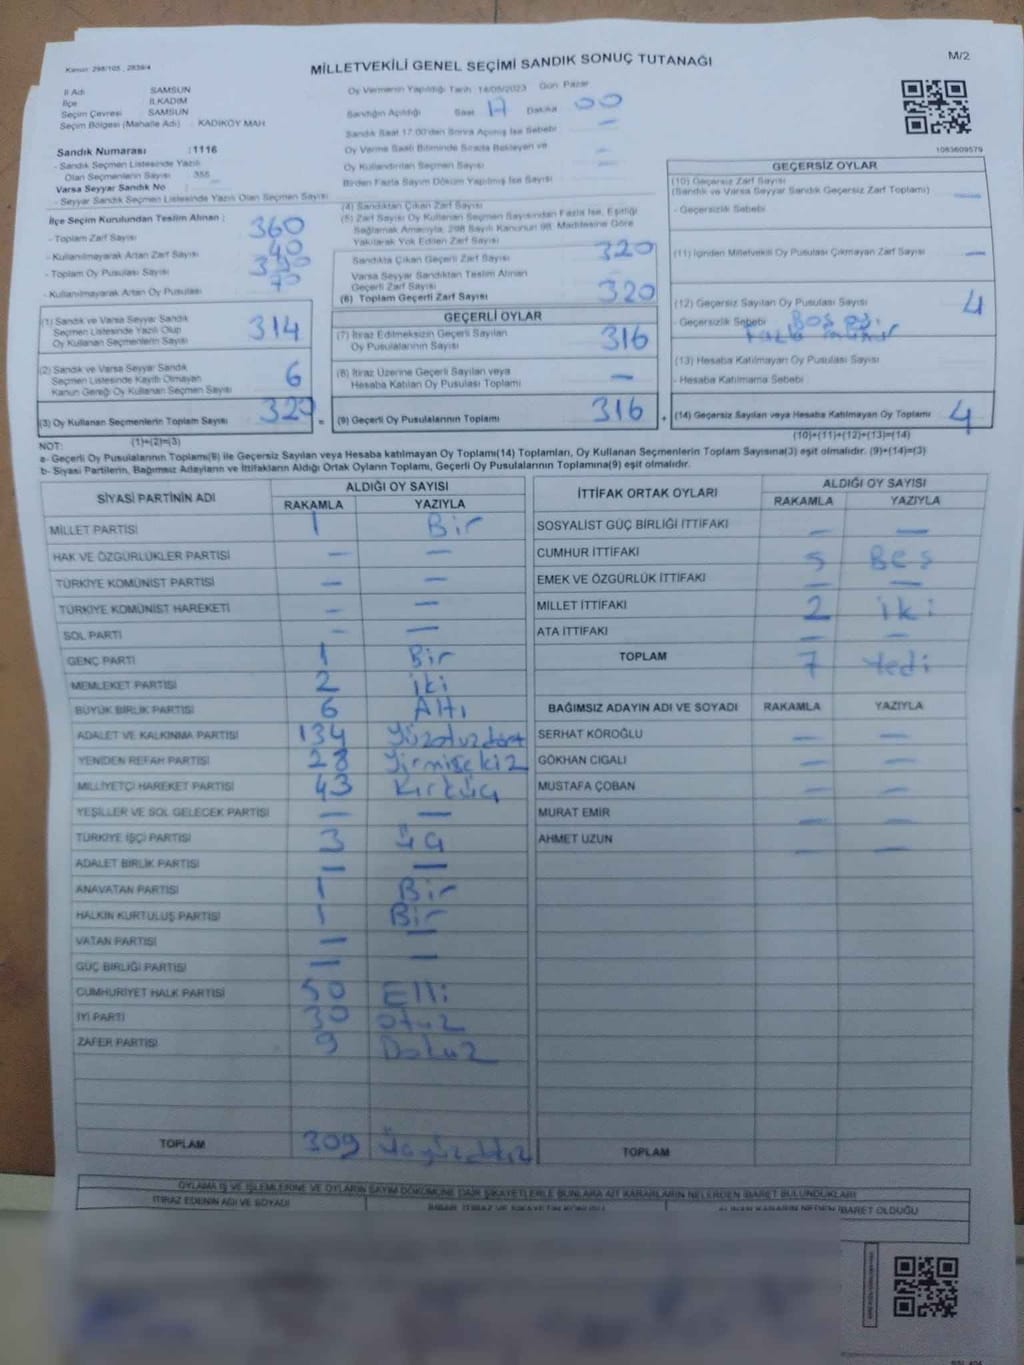 Kanun: 298/105 , 2839/4
MİLLETVEKİLİ GENEL SEÇİMİ SANDIK SONUÇ TUTANAĞI
M/2
İl Adı SAMSUN
İlçe İLKADIM
Seçim Çevresi SAMSUN
Seçim Bölgesi (Mahalle Adı) : KADIKÖY MAH
Sandık Numarası :1116
- Sandık Seçmen Listesinde Yazılı
Olan Seçmenlerin Sayısı 355
Varsa Seyyar Sandık No
- Seyyar Sandık Seçmen Listesinde Yazılı Olan Seçmen Sayısı
Oy Vermenin Yapıldığı Tarih : 14/05/2023 Gün: Pazar
Sandığın Açıldığı Saat 17 Dakika 00
Sandık Saat 17:00'den Sonra Açılmış İse Sebebi —
Oy Verme Saati Bitiminde Sırada Bekleyen ve
Oy Kullandırılan Seçmen Sayısı —
Birden Fazla Sayım Döküm Yapılmış İse Sayısı —
1083609579
İlçe Seçim Kurulundan Teslim Alınan :
- Toplam Zarf Sayısı 360
- Kullanılmayarak Artan Zarf Sayısı 40
- Toplam Oy Pusulası Sayısı
- Kullanılmayarak Artan Oy Pusulası 70
(1) Sandık ve Varsa Seyyar Sandık
Seçmen Listesinde Yazılı Olup
Oy Kullanan Seçmenlerin Sayısı 314
(2) Sandık ve Varsa Seyyar Sandık
Seçmen Listesinde Kayıtlı Olmayan
Kanun Gereği Oy Kullanan Seçmen Sayısı 6
(3) Oy Kullanan Seçmenlerin Toplam Sayısı 320
(1)+(2)=(3)
(4) Sandıktan Çıkan Zarf Sayısı
(5) Zarf Sayısı Oy Kullanan Seçmen Sayısından Fazla İse, Eşitliği
Sağlamak Amacıyla, 298 Sayılı Kanunun 98. Maddesine Göre
Yakılarak Yok Edilen Zarf Sayısı
Sandıkta Çıkan Geçerli Zarf Sayısı 320
Varsa Seyyar Sandıktan Teslim Alınan
Geçerli Zarf Sayısı
(6) Toplam Geçerli Zarf Sayısı 320
GEÇERLİ OYLAR
(7) İtiraz Edilmeksizin Geçerli Sayılan
Oy Pusulalarının Sayısı 316
(8) İtiraz Üzerine Geçerli Sayılan veya
Hesaba Katılan Oy Pusulası Toplamı —
= (9) Geçerli Oy Pusulalarının Toplamı 316
GEÇERSİZ OYLAR
(10) Geçersiz Zarf Sayısı
(Sandık ve Varsa Seyyar Sandık Geçersiz Zarf Toplamı) —
- Geçersizlik Sebebi
(11) İçinden Milletvekili Oy Pusulası Çıkmayan Zarf Sayısı —
(12) Geçersiz Sayılan Oy Pusulası Sayısı 4
- Geçersizlik Sebebi Boş
(13) Hesaba Katılmayan Oy Pusulası Sayısı
- Hesaba Katılmama Sebebi
+ (14) Geçersiz Sayılan veya Hesaba Katılmayan Oy Toplamı 4
(10)+(11)+(12)+(13)=(14)
NOT:
a- Geçerli Oy Pusulalarının Toplamı(9) ile Geçersiz Sayılan veya Hesaba katılmayan Oy Toplamı(14) Toplamları, Oy Kullanan Seçmenlerin Toplam Sayısına(3) eşit olmalıdır. (9)+(14)=(3)
b- Siyasi Partilerin, Bağımsız Adayların ve İttifakların Aldığı Ortak Oyların Toplamı, Geçerli Oy Pusulalarının Toplamına(9) eşit olmalıdır.
SİYASİ PARTİNİN ADI ALDIĞI OY SAYISI
RAKAMLA YAZIYLA
MİLLET PARTİSİ 1 Bir
HAK VE ÖZGÜRLÜKLER PARTİSİ — —
TÜRKİYE KOMÜNİST PARTİSİ — —
TÜRKİYE KOMÜNİST HAREKETİ — —
SOL PARTİ — —
GENÇ PARTİ 1 Bir
MEMLEKET PARTİSİ 2 iki
BÜYÜK BİRLİK PARTİSİ 6 Altı
ADALET VE KALKINMA PARTİSİ 134 Yüzotuzdört
YENİDEN REFAH PARTİSİ 28 Yirmisekiz
MİLLİYETÇİ HAREKET PARTİSİ 43 Kırküç
YEŞİLLER VE SOL GELECEK PARTİSİ — —
TÜRKİYE İŞÇİ PARTİSİ 3 Üç
ADALET BİRLİK PARTİSİ — —
ANAVATAN PARTİSİ 1 Bir
HALKIN KURTULUŞ PARTİSİ 1 Bir
VATAN PARTİSİ — —
GÜÇ BİRLİĞİ PARTİSİ — —
CUMHURİYET HALK PARTİSİ 50 Elli
İYİ PARTİ 30 otuz
ZAFER PARTİSİ 9 Dokuz
TOPLAM 309 Üçyüzdokuz
İTTİFAK ORTAK OYLARI ALDIĞI OY SAYISI
RAKAMLA YAZIYLA
SOSYALİST GÜÇ BİRLİĞİ İTTİFAKI — —
CUMHUR İTTİFAKI 5 Beş
EMEK VE ÖZGÜRLÜK İTTİFAKI — —
MİLLET İTTİFAKI 2 iki
ATA İTTİFAKI — —
TOPLAM 7 Yedi
BAĞIMSIZ ADAYIN ADI VE SOYADI RAKAMLA YAZIYLA
SERHAT KÖROĞLU — —
GÖKHAN CIGALI — —
MUSTAFA ÇOBAN — —
MURAT EMİR — —
AHMET UZUN — —
TOPLAM
OYLAMA İŞ VE İŞLEMLERİNE VE OYLARIN SAYIM DÖKÜMÜNE DAİR ŞİKAYETLERLE BUNLARA AİT KARARLARIN NELERDEN İBARET BULUNDUKLARI
İTİRAZ EDENİN ADI VE SOYADI
ALINAN KARARIN NEDEN İBARET OLDUĞU